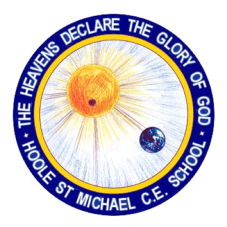 · THE HEAVENS DECLARE THE GLORY OF GOD ·
HOOLE ST MICHAEL C.E. SCHOOL